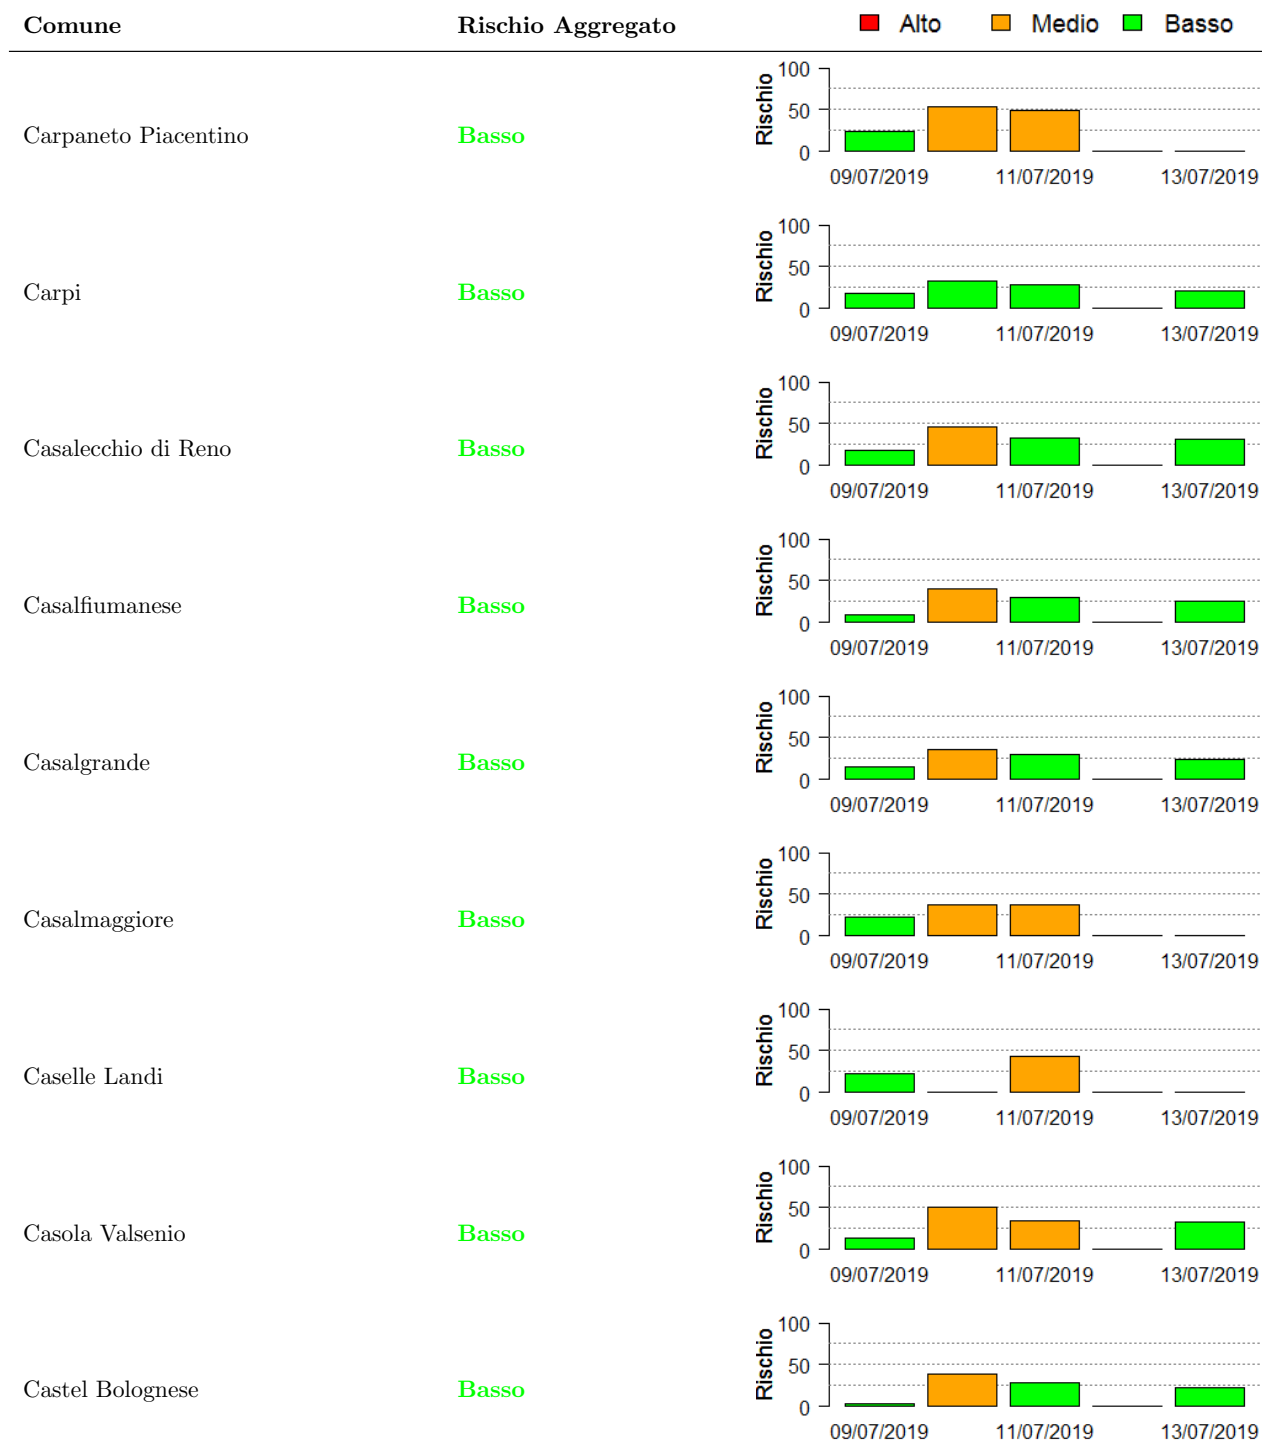 Comune Rischio Aggregato Alto Medio Basso
Carpaneto Piacentino Basso Rischio 100 50 0
09/07/2019 11/07/2019 13/07/2019
Carpi Basso Rischio 100 50 0
09/07/2019 11/07/2019 13/07/2019
Casalecchio di Reno Basso Rischio 100 50 0
09/07/2019 11/07/2019 13/07/2019
Casalfiumanese Basso Rischio 100 50 0
09/07/2019 11/07/2019 13/07/2019
Casalgrande Basso Rischio 100 50 0
09/07/2019 11/07/2019 13/07/2019
Casalmaggiore Basso Rischio 100 50 0
09/07/2019 11/07/2019 13/07/2019
Caselle Landi Basso Rischio 100 50 0
09/07/2019 11/07/2019 13/07/2019
Casola Valsenio Basso Rischio 100 50 0
09/07/2019 11/07/2019 13/07/2019
Castel Bolognese Basso Rischio 100 50 0
09/07/2019 11/07/2019 13/07/2019